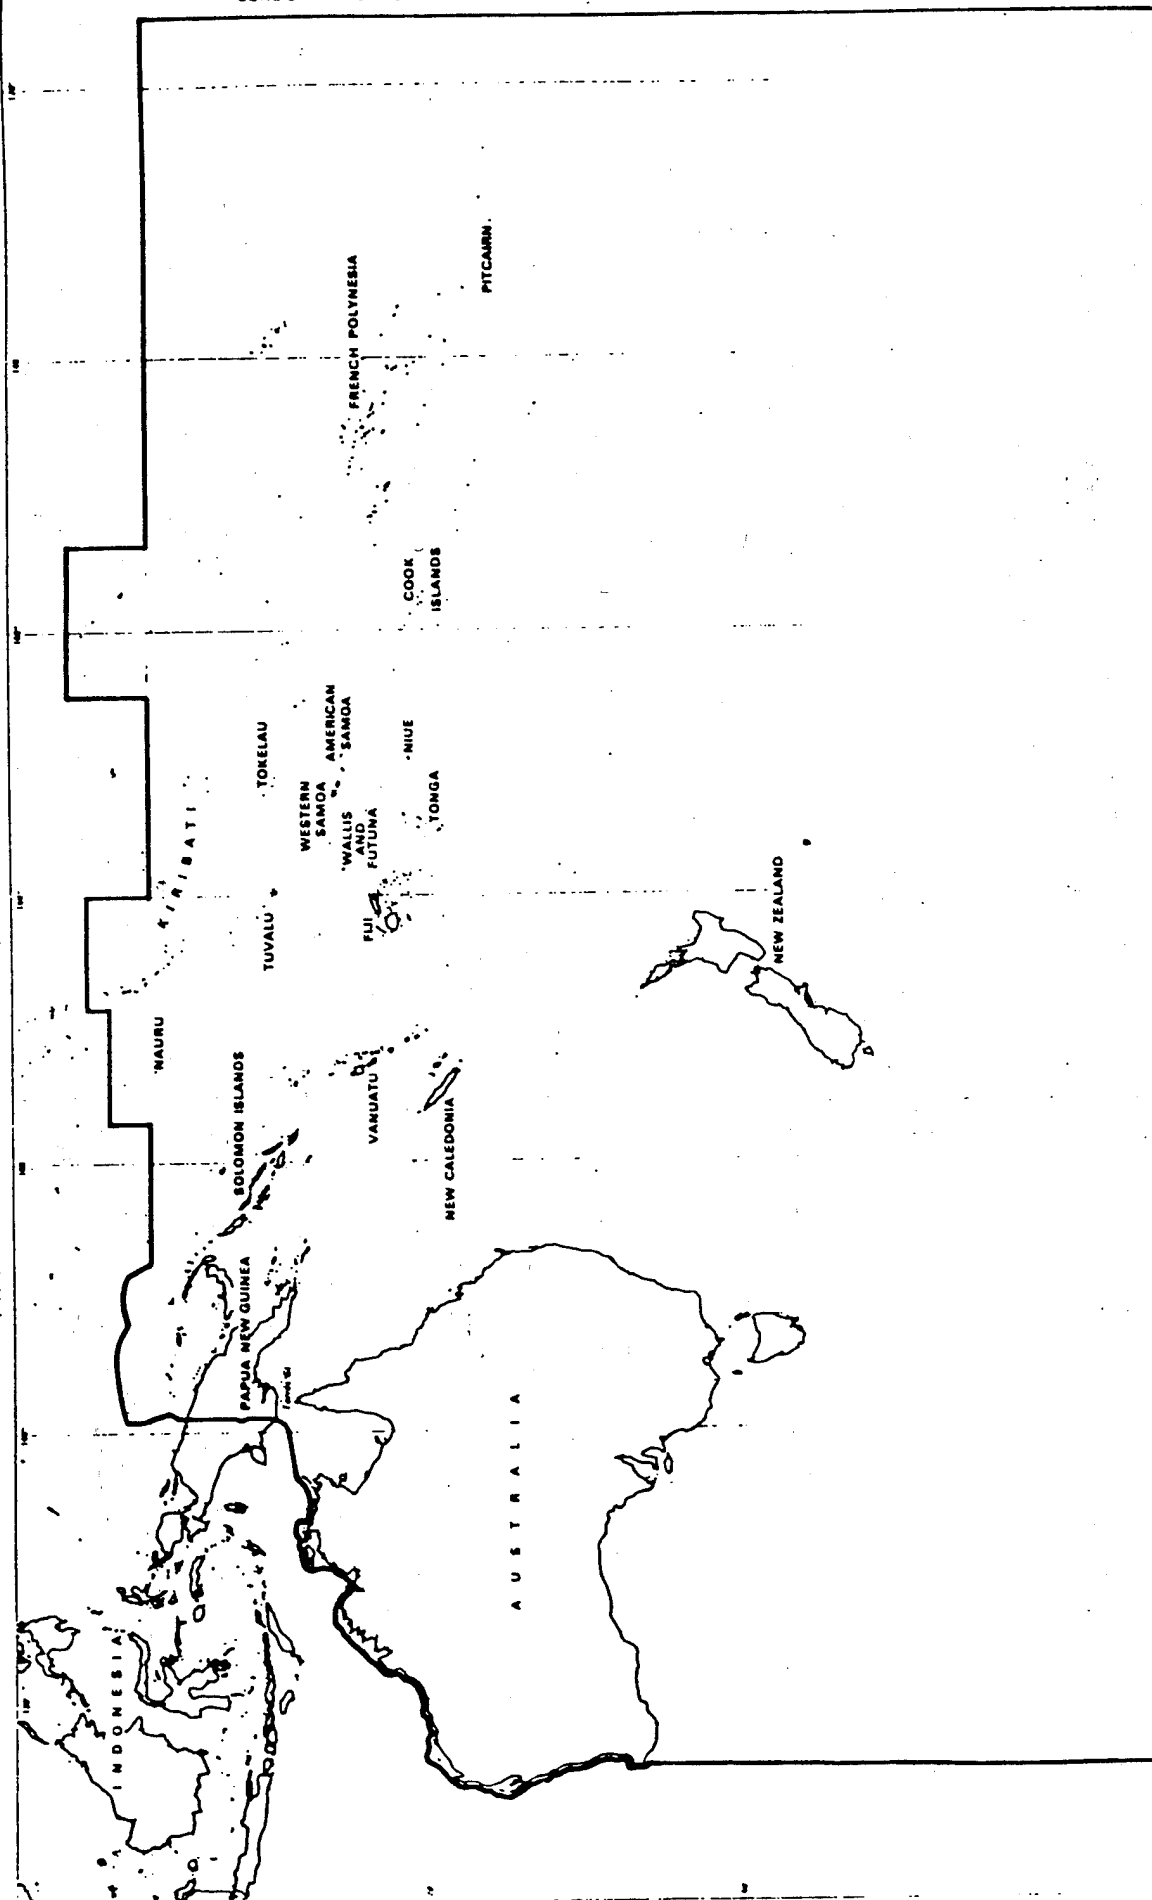 INDONESIA
PAPUA NEW GUINEA
SOLOMON ISLANDS
NAURU
KIRIBATI
TUVALU
TOKELAU
WESTERN
SAMOA
AMERICAN
SAMOA
WALLIS
AND
FUTUNA
FIJI
VANUATU
NEW CALEDONIA
TONGA
NIUE
COOK
ISLANDS
FRENCH POLYNESIA
PITCAIRN
AUSTRALIA
NEW ZEALAND